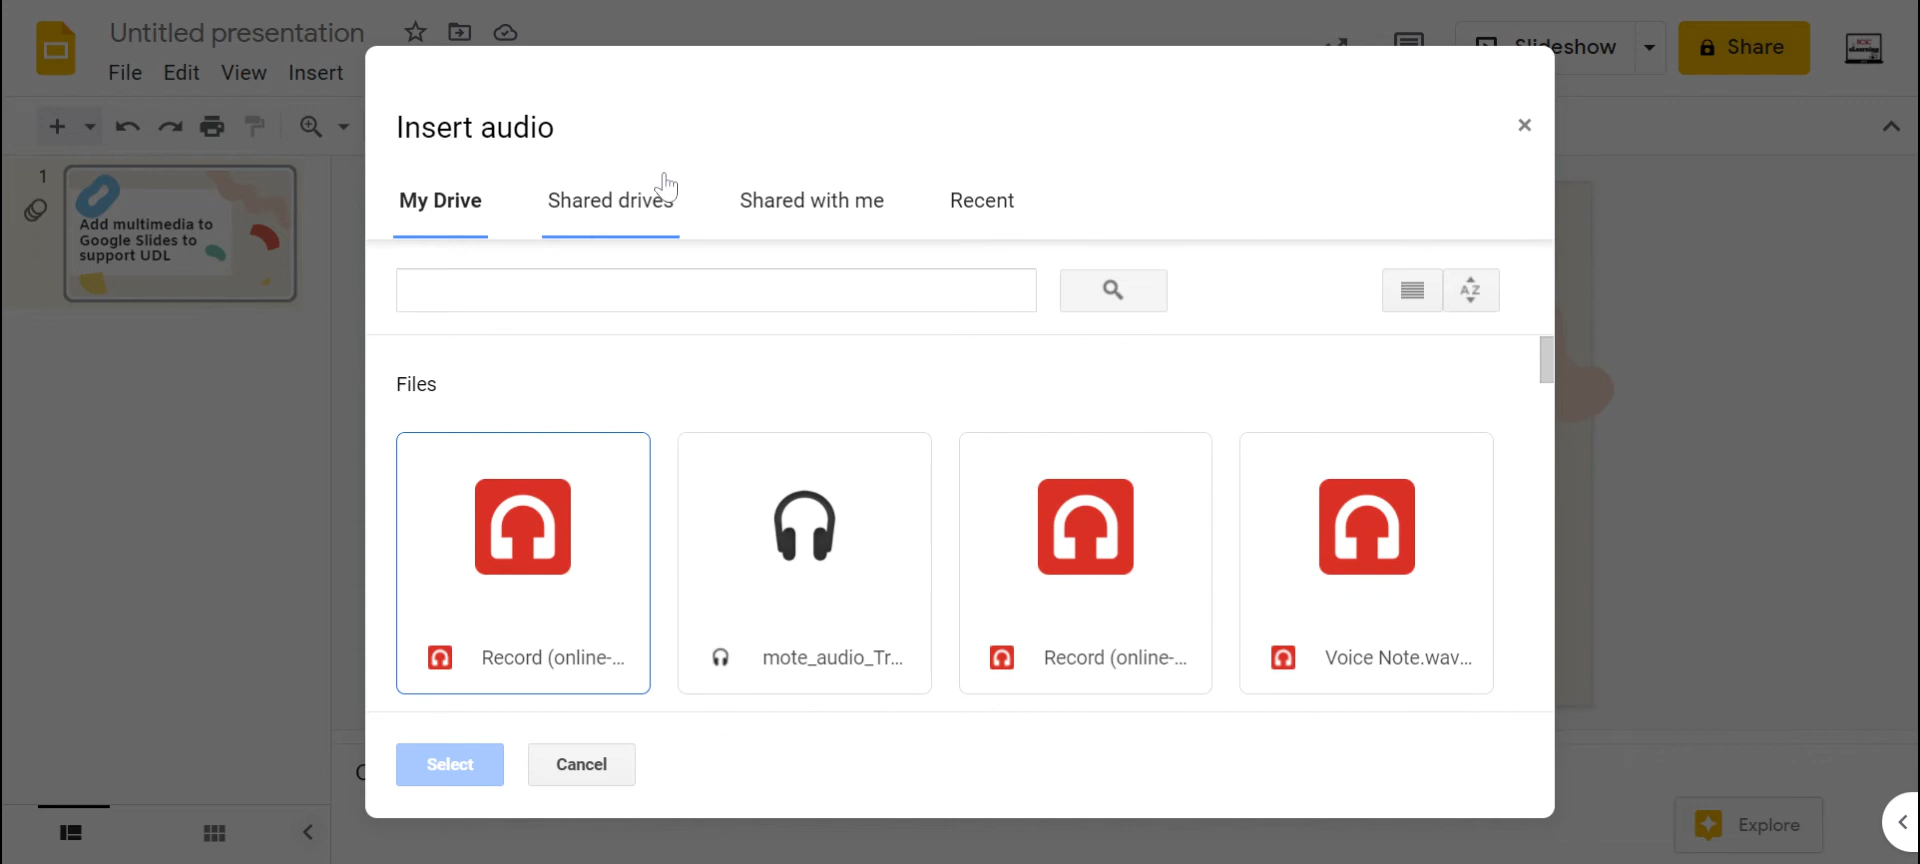 Untitled presentation
File Edit View Insert
Slideshow
Share
Insert audio
My Drive
Shared drives
Shared with me
Recent
AZ
Files
Record (online-...
mote_audio_Tr...
Record (online-...
Voice Note.wav...
Select
Cancel
1
Add multimedia to
Google Slides to
support UDL
Explore